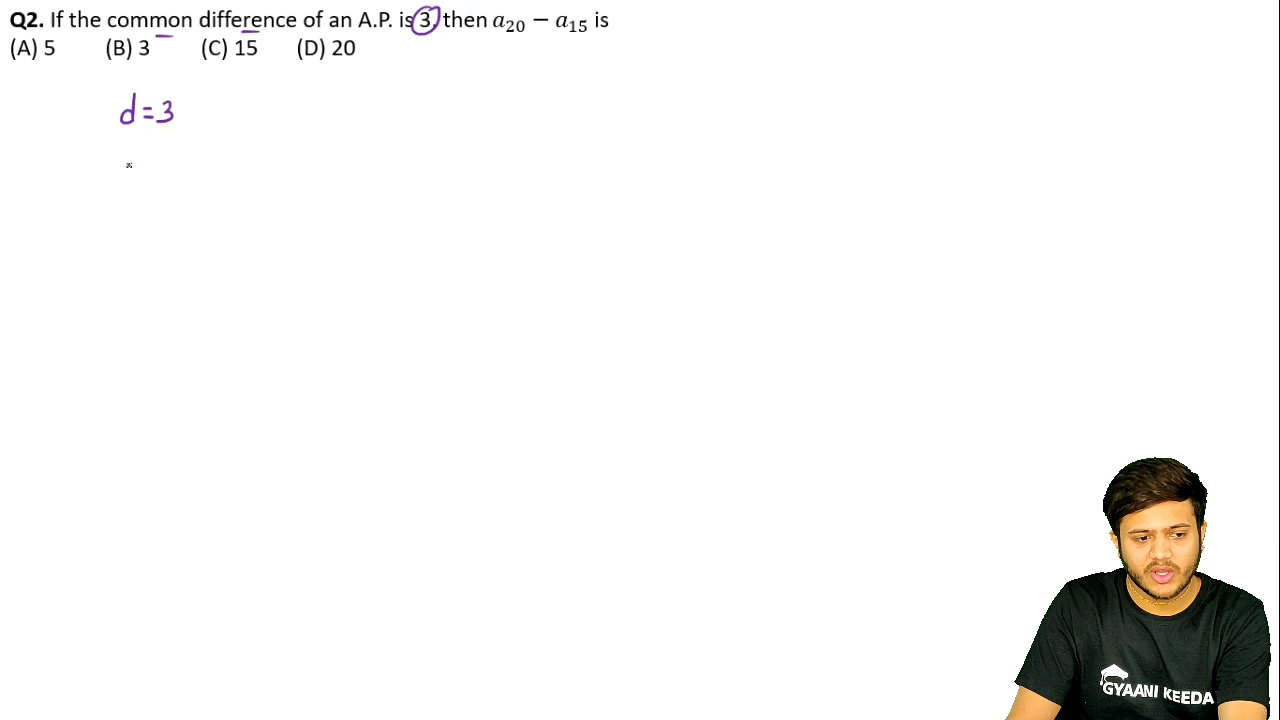 Q2. If the common difference of an A.P. is 3, then a₂₀ − a₁₅ is
(A) 5 (B) 3 (C) 15 (D) 20
d=3
GYAANI KEEDA